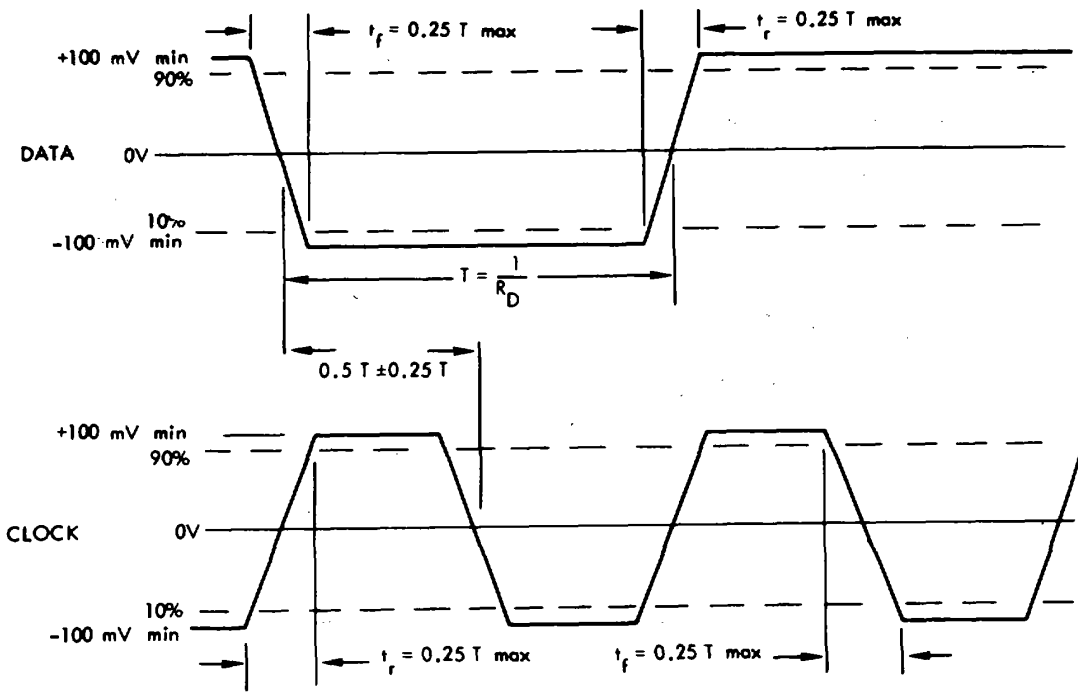 t_f = 0.25 T max
t_r = 0.25 T max
+100 mV min
90%
DATA
0V
10%
-100 mV min
T = 1/R_D
0.5 T ±0.25 T
+100 mV min
90%
CLOCK
0V
10%
-100 mV min
t_r = 0.25 T max
t_f = 0.25 T max